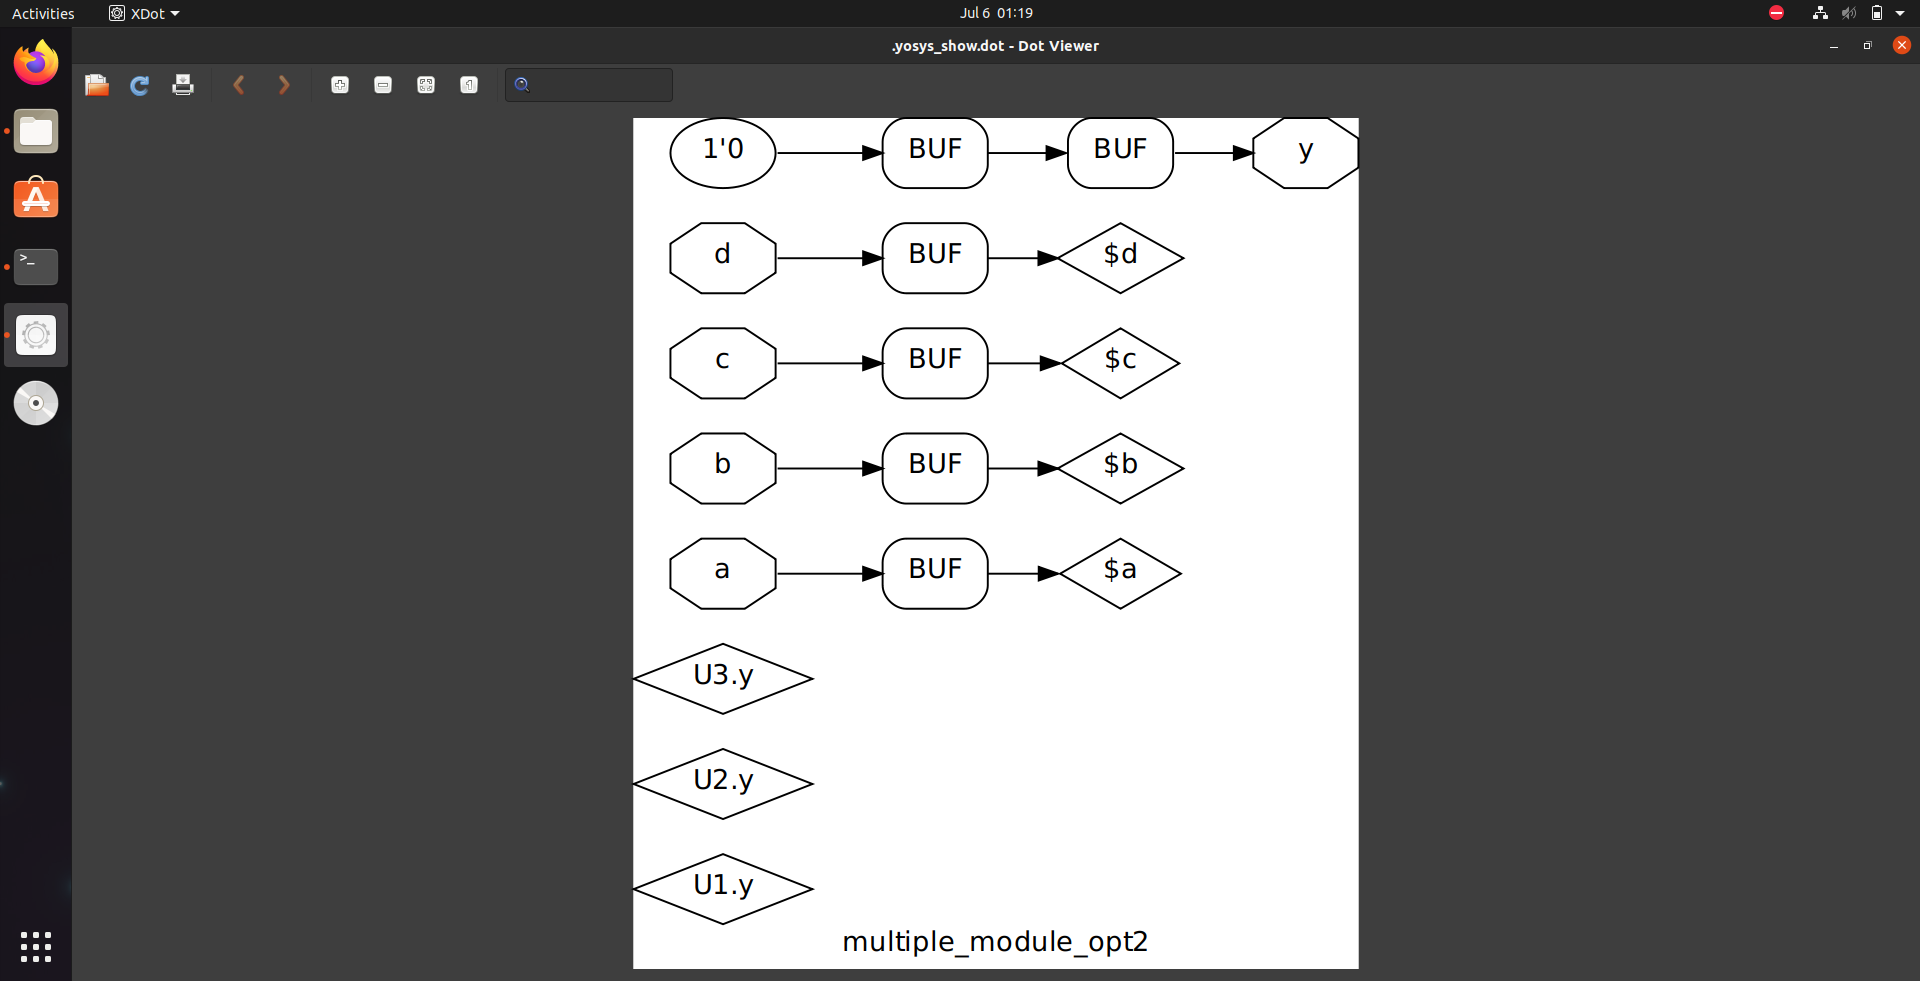 Activities XDot Jul 6 01:19
.yosys_show.dot - Dot Viewer
1'0 BUF BUF y
d BUF $d
c BUF $c
b BUF $b
a BUF $a
U3.y
U2.y
U1.y
multiple_module_opt2